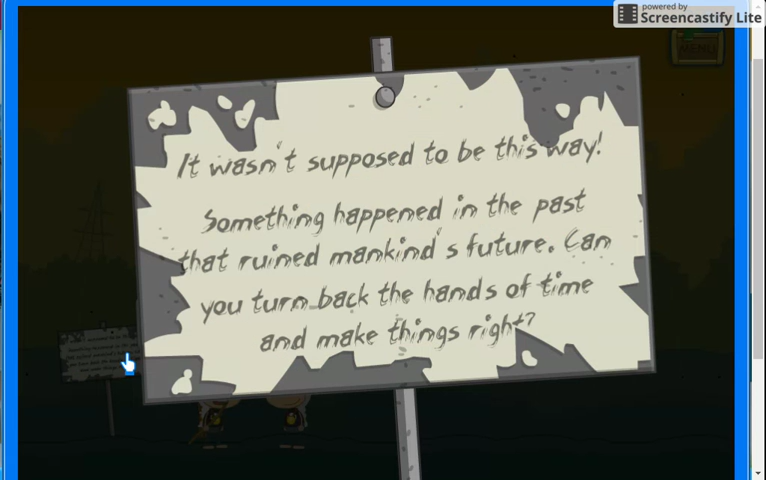 powered by
Screencastify Lite
MENU
It wasn't supposed to be this way!
Something happened in the past
that ruined mankind's future. Can
you turn back the hands of time
and make things right?